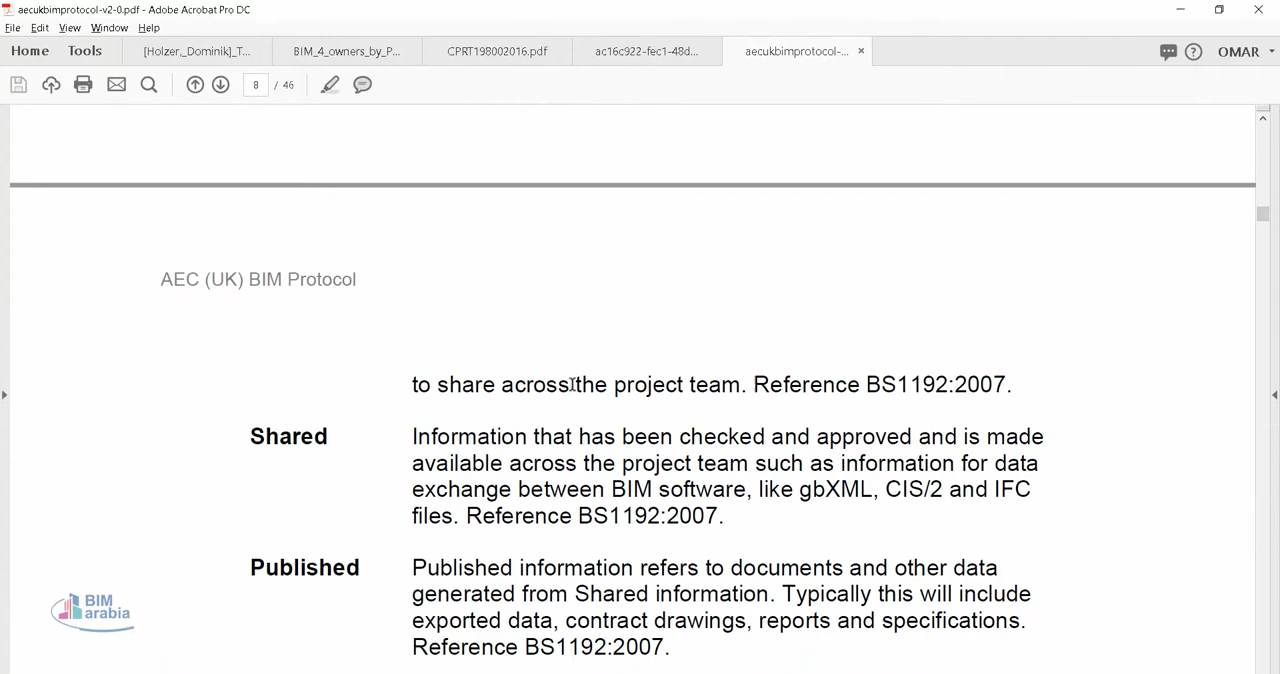 aecukbimprotocol-v2-0.pdf - Adobe Acrobat Pro DC
File Edit View Window Help
Home Tools [Holzer,_Dominik]_T... BIM_4_owners_by_P... CPRT198002016.pdf ac16c922-fec1-48d... aecukbimprotocol-... × OMAR
8 / 46
AEC (UK) BIM Protocol
to share across the project team. Reference BS1192:2007.
Shared Information that has been checked and approved and is made
available across the project team such as information for data
exchange between BIM software, like gbXML, CIS/2 and IFC
files. Reference BS1192:2007.
Published Published information refers to documents and other data
generated from Shared information. Typically this will include
exported data, contract drawings, reports and specifications.
Reference BS1192:2007.
BIM
arabia